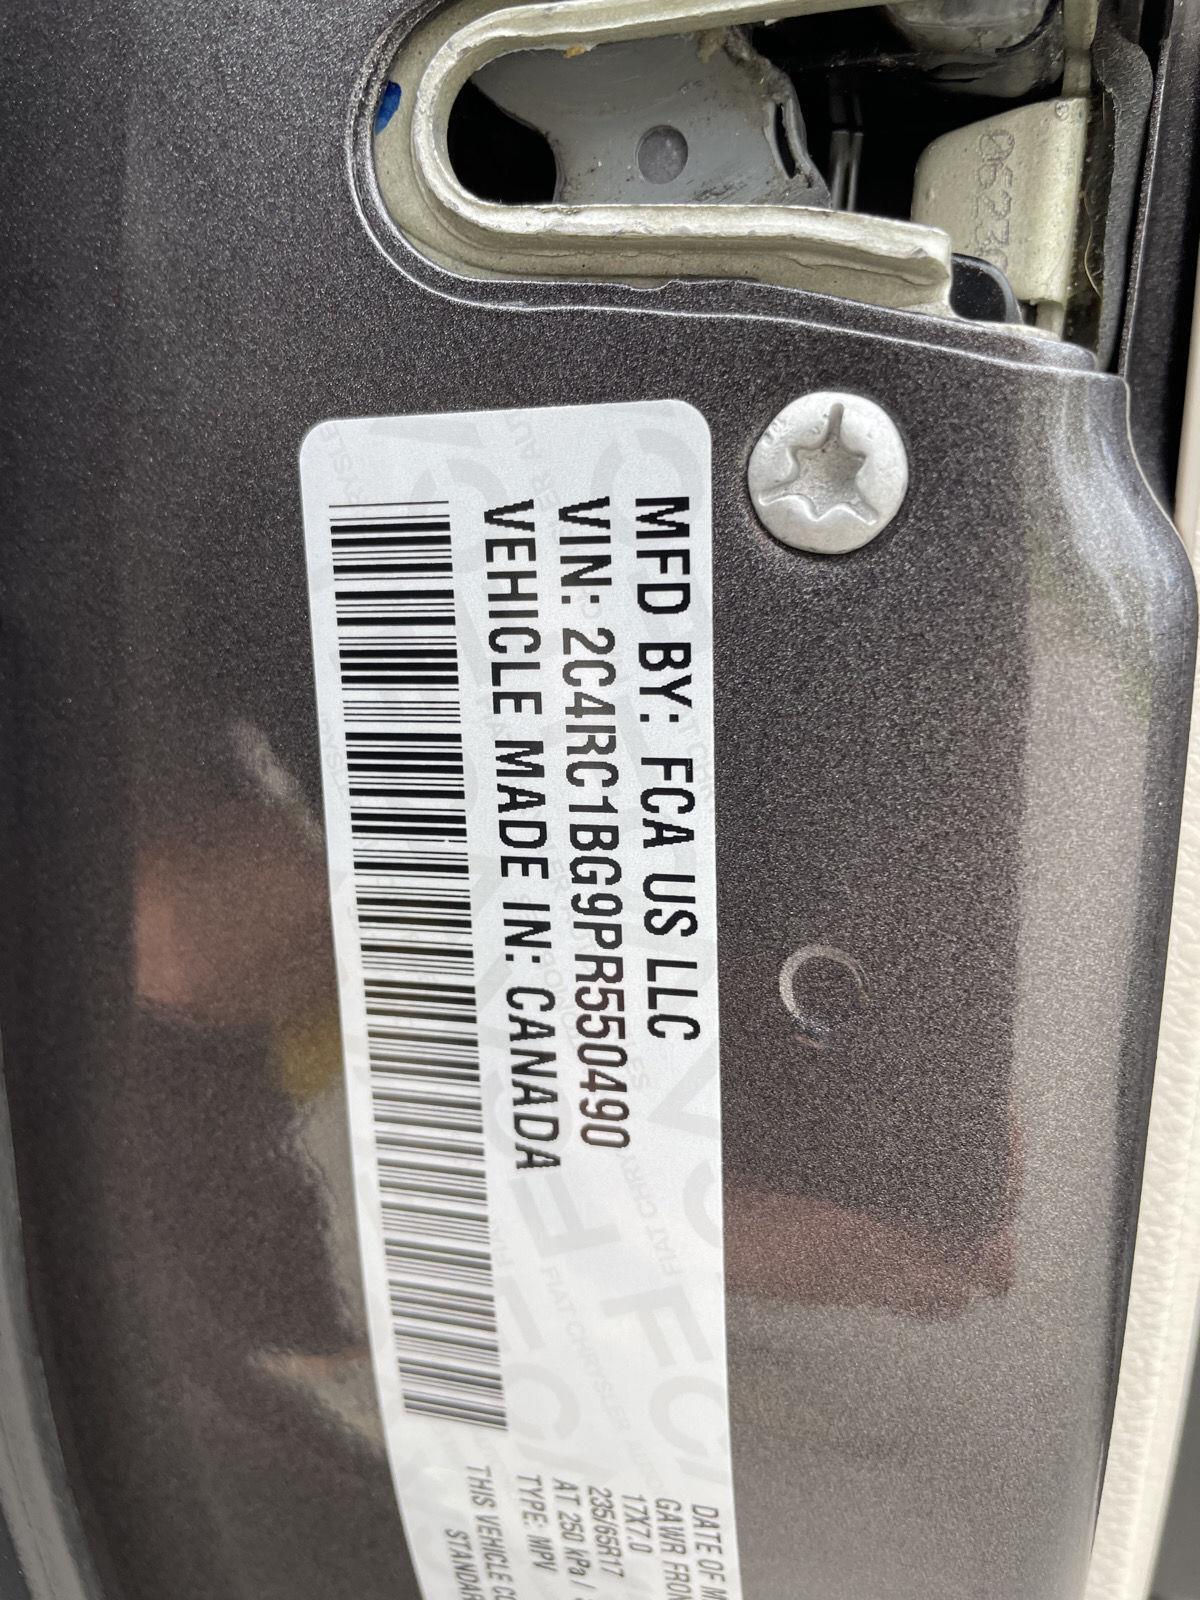 MFD BY: FCA US LLC
VIN: 2C4RC1BG9PR550490
VEHICLE MADE IN: CANADA
DATE OF M
GAWR FRON
17X7.0
235/65R17
AT 250 kPa /
TYPE: MPV
THIS VEHICLE CO
STANDAR
0623